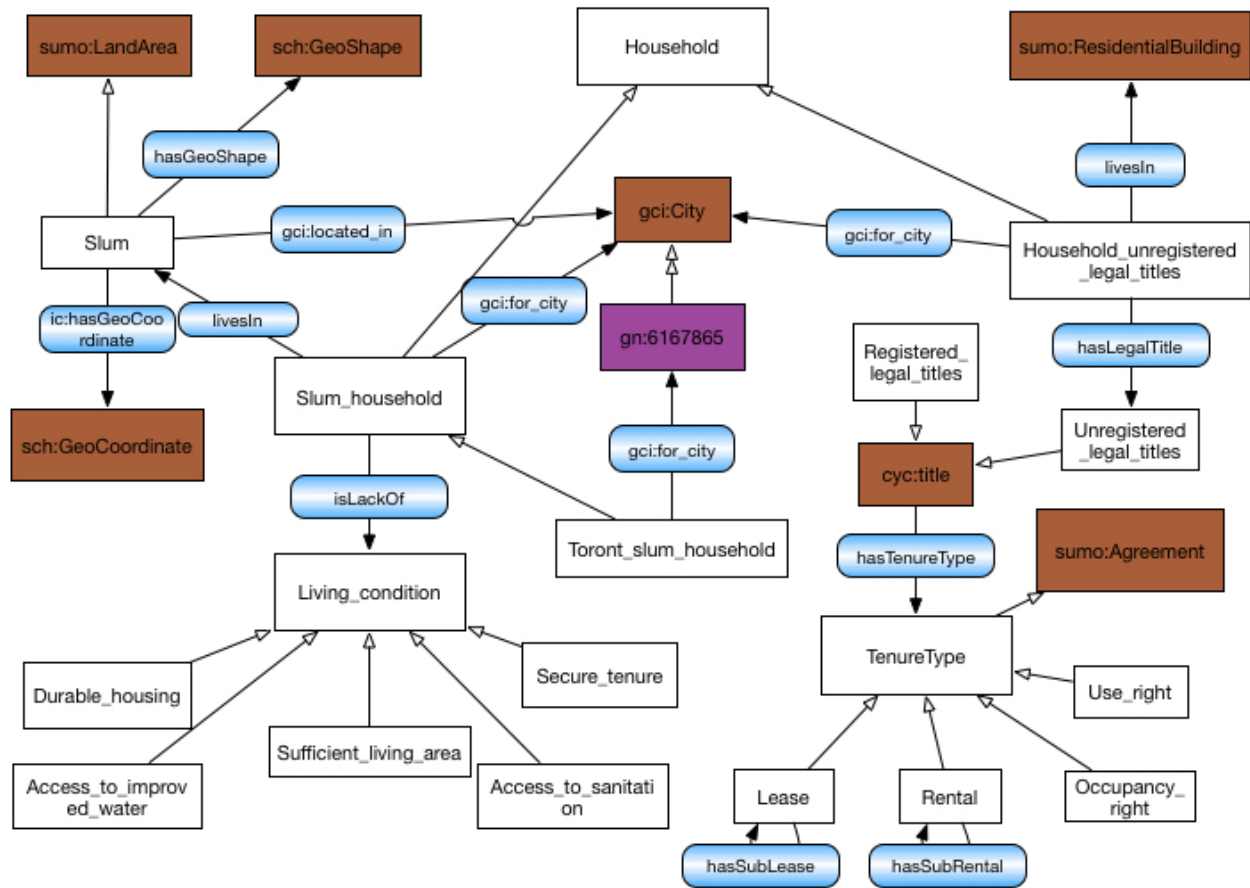 sumo:LandArea
sch:GeoShape
Household
sumo:ResidentialBuilding
hasGeoShape
livesIn
Slum
gci:located_in
gci:City
gci:for_city
Household_unregistered
_legal_titles
ic:hasGeoCoo
rdinate
livesIn
gci:for_city
gn:6167865
hasLegalTitle
Registered_
legal_titles
Slum_household
sch:GeoCoordinate
gci:for_city
Unregistered
_legal_titles
cyc:title
isLackOf
Toront_slum_household
hasTenureType
sumo:Agreement
Living_condition
TenureType
Durable_housing
Secure_tenure
Use_right
Sufficient_living_area
Access_to_improv
ed_water
Access_to_sanitati
on
Lease
Rental
Occupancy_
right
hasSubLease
hasSubRental